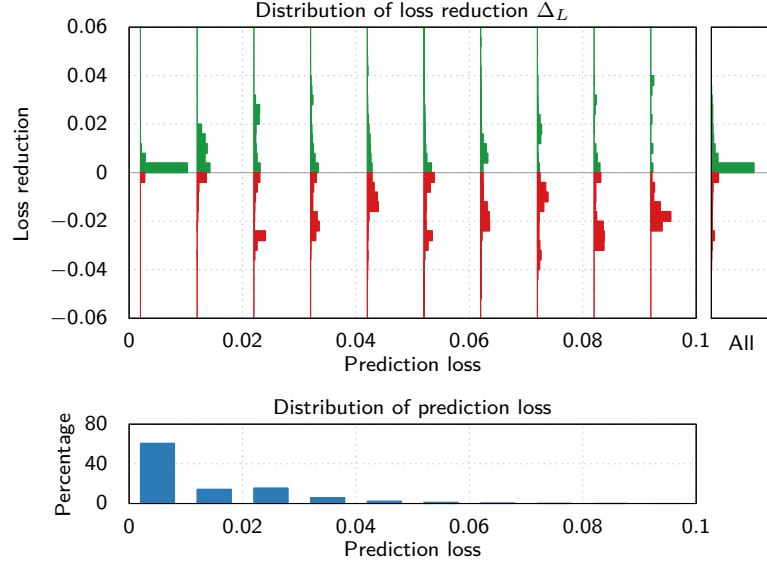 Distribution of loss reduction Δ_L
0.06
0.04
0.02
0
−0.02
−0.04
−0.06
Loss reduction
0 0.02 0.04 0.06 0.08 0.1 All
Prediction loss
Distribution of prediction loss
80
40
0
Percentage
0 0.02 0.04 0.06 0.08 0.1
Prediction loss